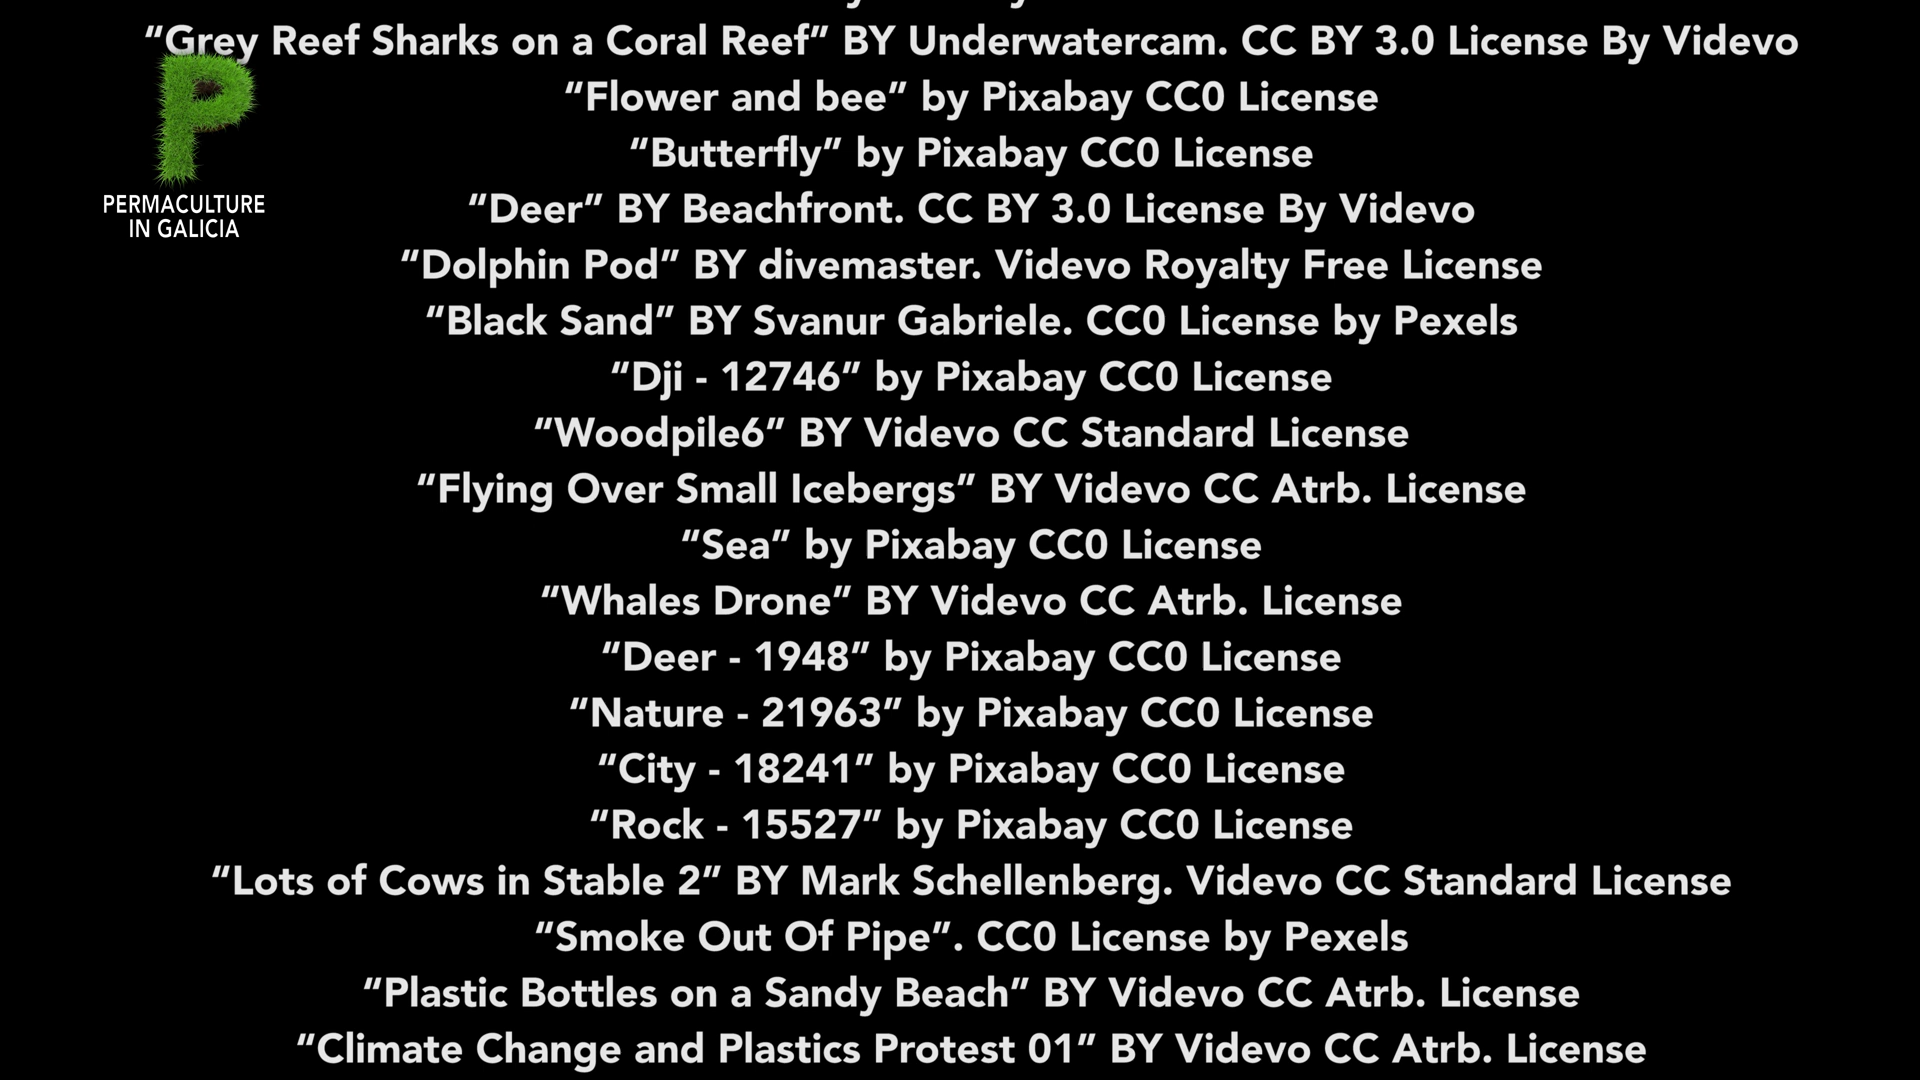 “Grey Reef Sharks on a Coral Reef” BY Underwatercam. CC BY 3.0 License By Videvo
“Flower and bee” by Pixabay CC0 License
“Butterfly” by Pixabay CC0 License
P
PERMACULTURE
IN GALICIA
“Deer” BY Beachfront. CC BY 3.0 License By Videvo
“Dolphin Pod” BY divemaster. Videvo Royalty Free License
“Black Sand” BY Svanur Gabriele. CC0 License by Pexels
“Dji - 12746” by Pixabay CC0 License
“Woodpile6” BY Videvo CC Standard License
“Flying Over Small Icebergs” BY Videvo CC Atrb. License
“Sea” by Pixabay CC0 License
“Whales Drone” BY Videvo CC Atrb. License
“Deer - 1948” by Pixabay CC0 License
“Nature - 21963” by Pixabay CC0 License
“City - 18241” by Pixabay CC0 License
“Rock - 15527” by Pixabay CC0 License
“Lots of Cows in Stable 2” BY Mark Schellenberg. Videvo CC Standard License
“Smoke Out Of Pipe”. CC0 License by Pexels
“Plastic Bottles on a Sandy Beach” BY Videvo CC Atrb. License
“Climate Change and Plastics Protest 01” BY Videvo CC Atrb. License